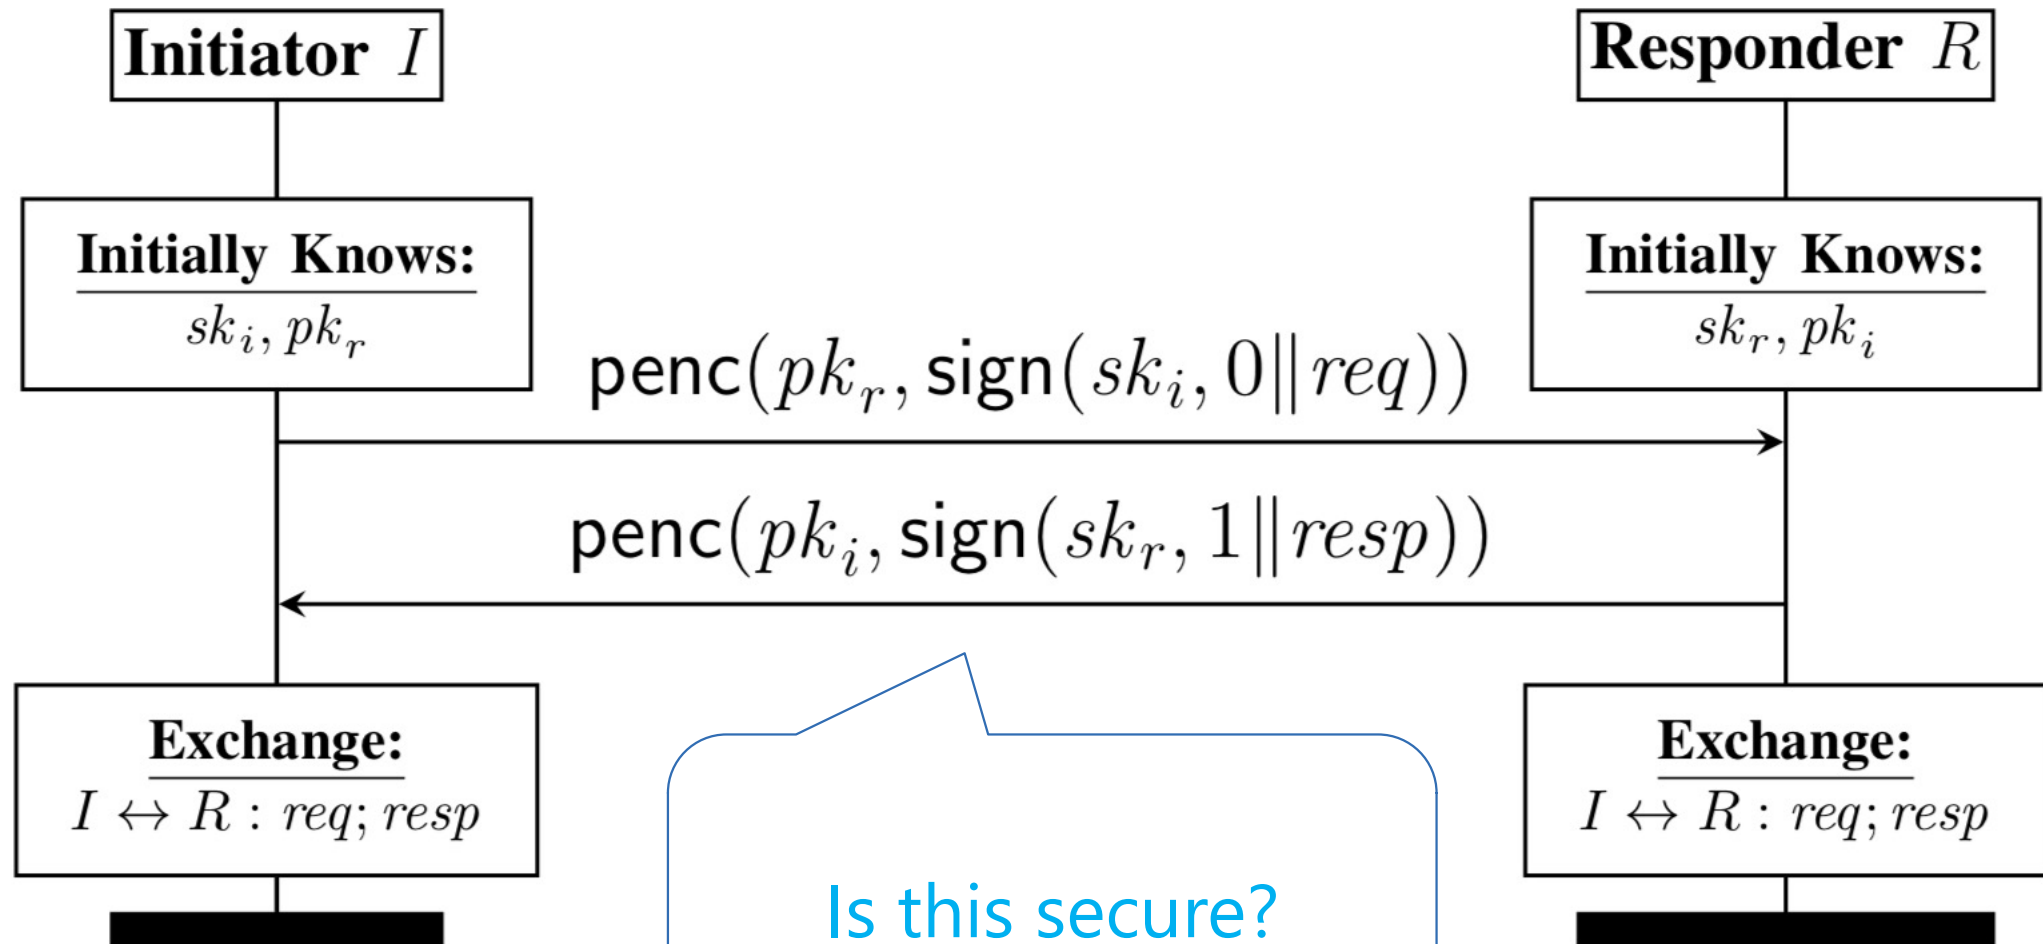 Initiator I
Responder R
Initially Knows:
sk_i, pk_r
Initially Knows:
sk_r, pk_i
penc(pk_r, sign(sk_i, 0||req))
penc(pk_i, sign(sk_r, 1||resp))
Exchange:
I ↔ R : req; resp
Exchange:
I ↔ R : req; resp
Is this secure?